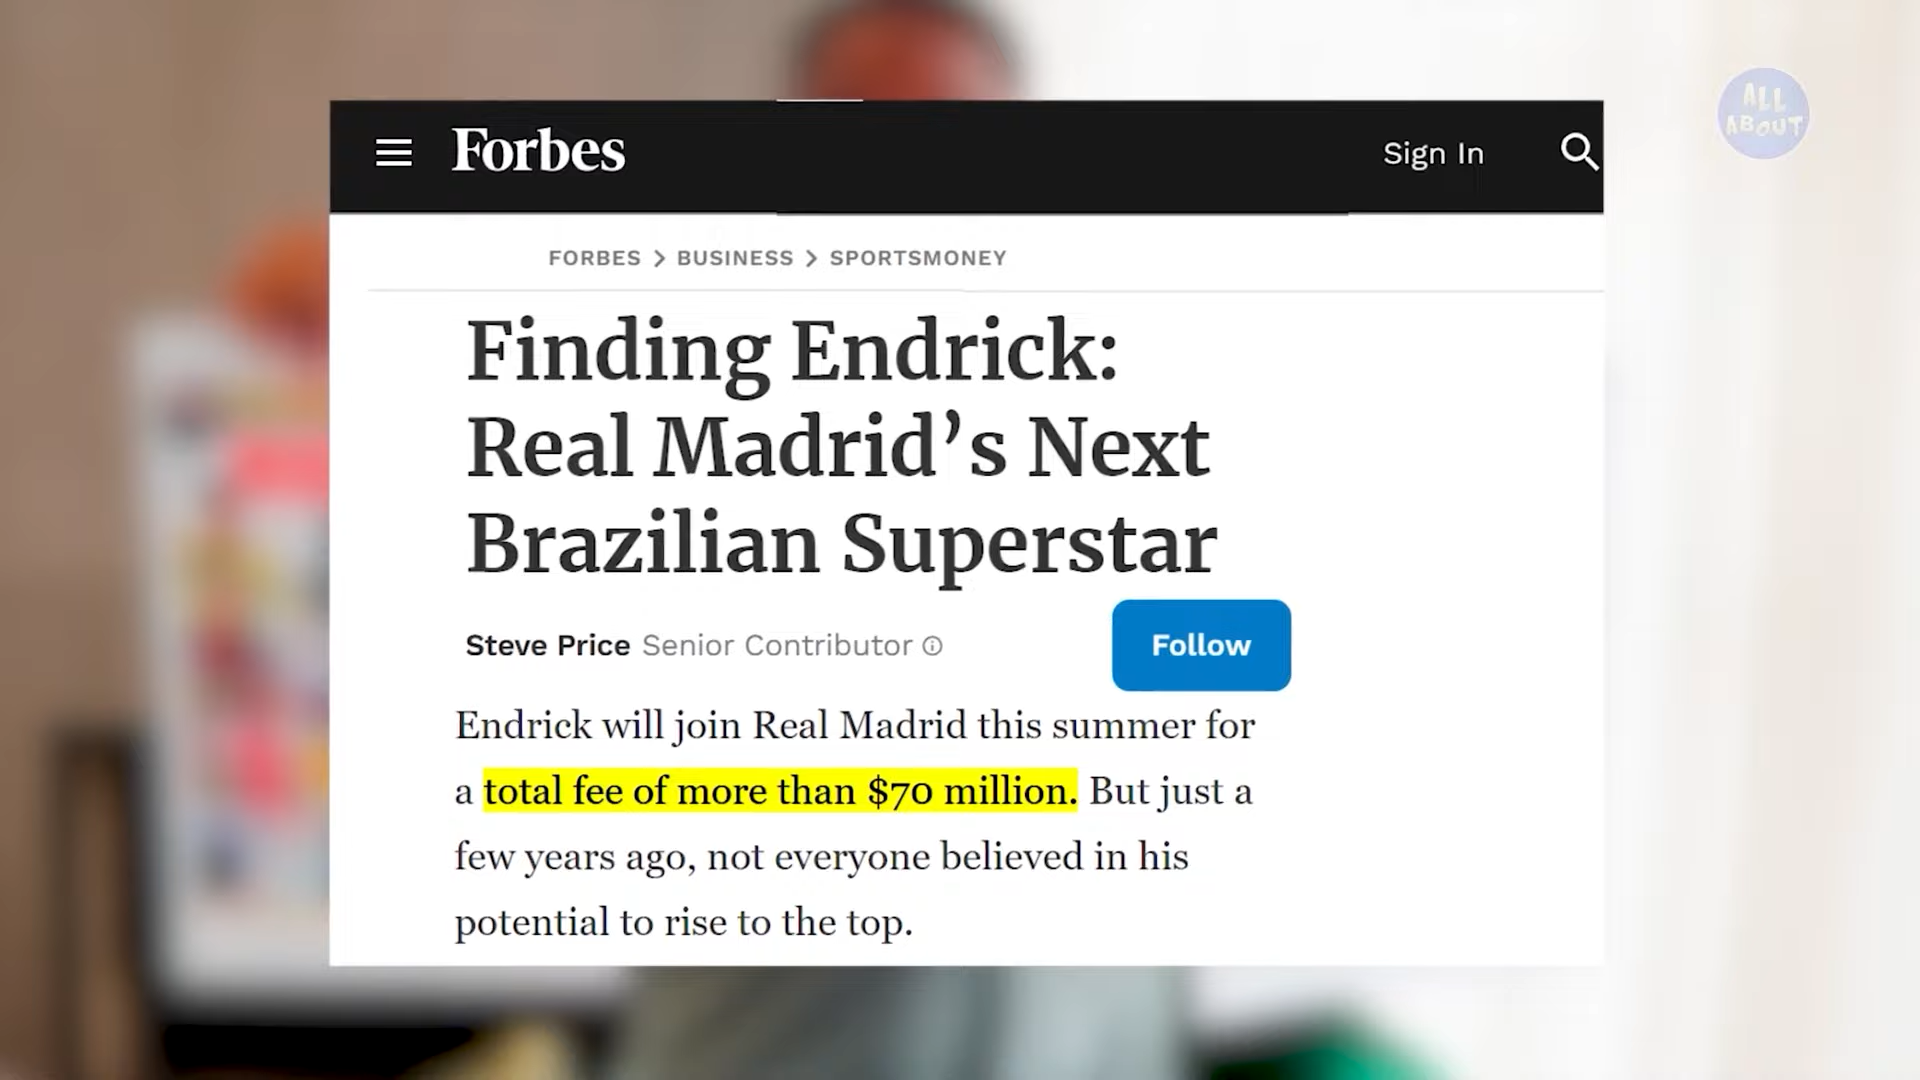 ALL
ABOUT
Forbes
Sign In
FORBES > BUSINESS > SPORTSMONEY
Finding Endrick:
Real Madrid’s Next
Brazilian Superstar
Steve Price Senior Contributor
Follow
Endrick will join Real Madrid this summer for
a total fee of more than $70 million. But just a
few years ago, not everyone believed in his
potential to rise to the top.